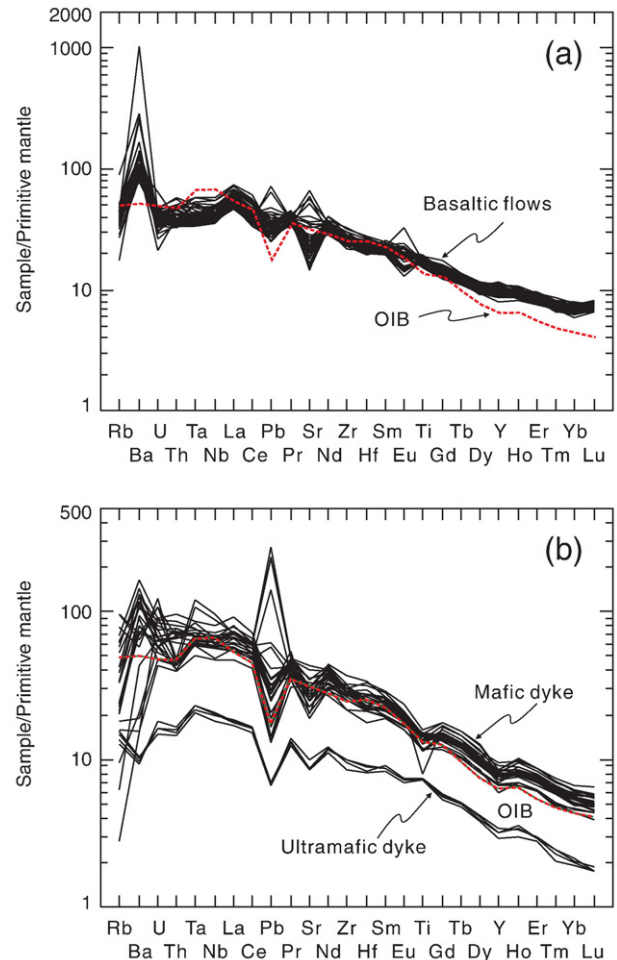 2000
1000
100
10
1
Sample/Primitive mantle
(a)
Basaltic flows
OIB
Rb U Ta La Pb Sr Zr Sm Ti Tb Y Er Yb
Ba Th Nb Ce Pr Nd Hf Eu Gd Dy Ho Tm Lu
500
100
10
1
Sample/Primitive mantle
(b)
Mafic dyke
OIB
Ultramafic dyke
Rb U Ta La Pb Sr Zr Sm Ti Tb Y Er Yb
Ba Th Nb Ce Pr Nd Hf Eu Gd Dy Ho Tm Lu